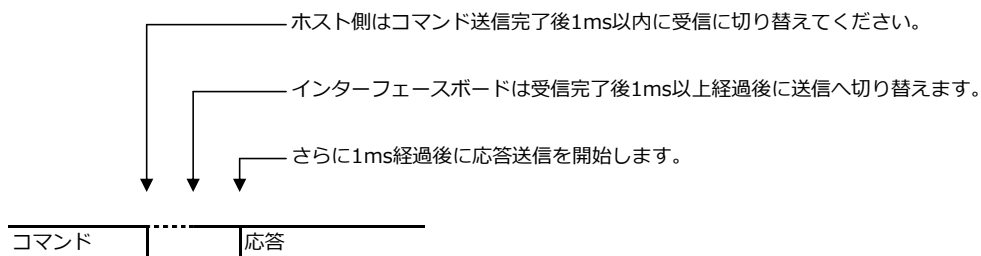 ホスト側はコマンド送信完了後1ms以内に受信に切り替えてください。
インターフェースボードは受信完了後1ms以上経過後に送信へ切り替えます。
さらに1ms経過後に応答送信を開始します。
コマンド
応答